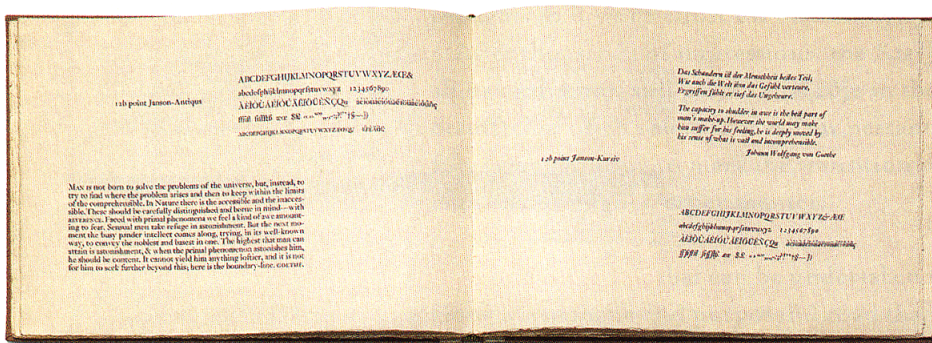 ABCDEFGHIJKLMNOPQRSTUVWXYZÆŒ&
abcdefghijklmnopqrstuvwxyz 1234567890
12b point Janson-Antiqua
MAN is not born to solve the problems of the universe, but, instead, to
try to find where the problem arises and then to keep within the limits
of the comprehensible. In Nature there is the accessible and the inacces-
sible. These should be carefully distinguished and borne in mind—with
REVERENCE. Faced with primal phenomena we feel a kind of awe amount-
ing to fear. Sensual men take refuge in astonishment. But the next mo-
ment the busy pander intellect comes along, trying, in its well-known
way, to convey the noblest and basest in one. The highest that man can
attain is astonishment, & when the primal phenomenon astonishes him,
he should be content. It cannot yield him anything loftier, and it is not
for him to seek further beyond this; here is the boundary-line. GOETHE.
Das Schaudern ist der Menschheit bestes Teil;
Wie auch die Welt ihm das Gefühl verteure,
Ergriffen fühlt er tief das Ungeheure.
The capacity to shudder in awe is the best part of
man's make-up. However the world may make
him suffer for his feeling, he is deeply moved by
his sense of what is vast and incomprehensible.
Johann Wolfgang von Goethe
12b point Janson-Kursiv
ABCDEFGHIJKLMNOPQRSTUVWXYZ&ÆŒ
abcdefghijklmnopqrstuvwxyz 1234567890